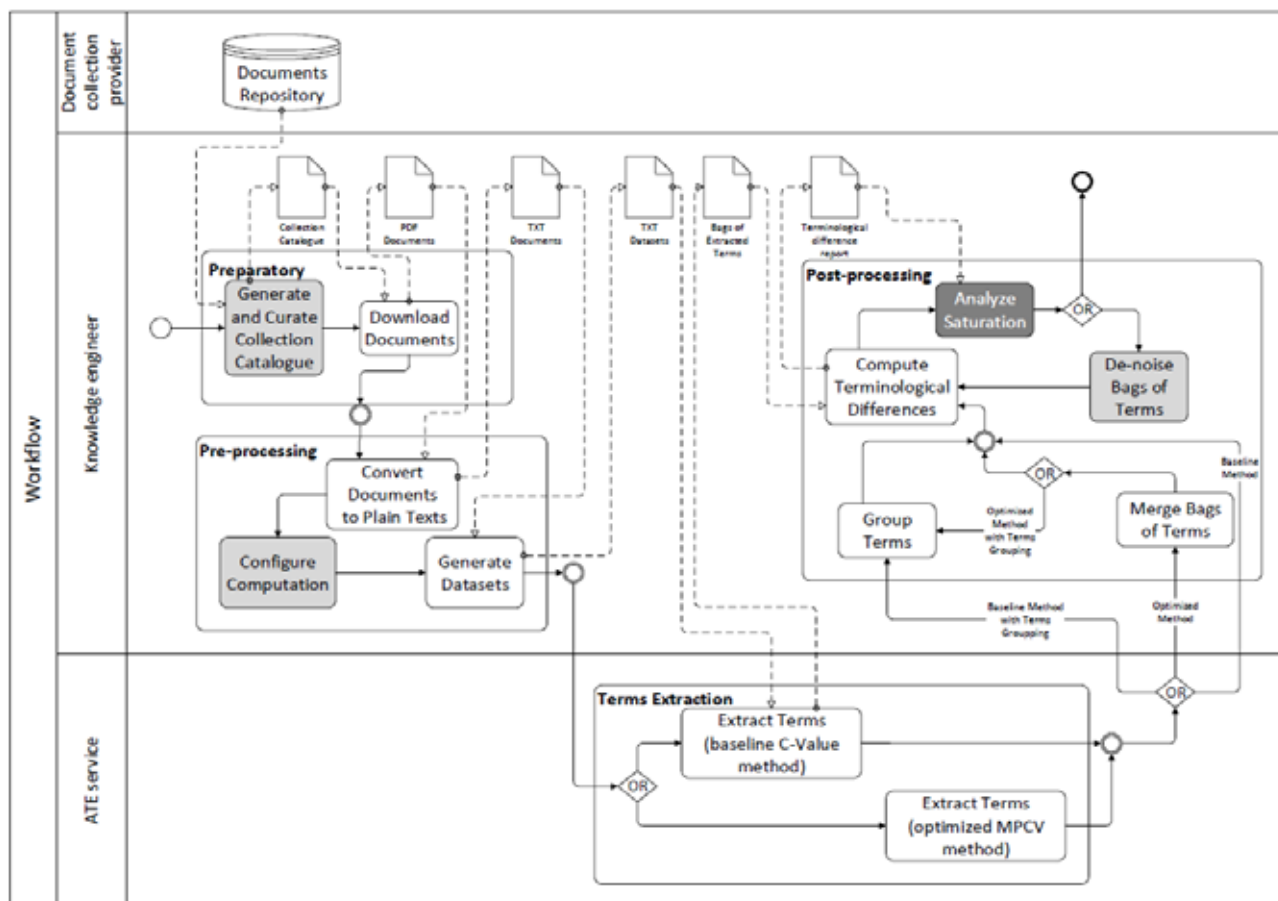 Workflow
Document
collection
provider
Documents
Repository
Knowledge engineer
Collection
Catalogue
PDF
Documents
TXT
Documents
TXT
Datasets
Bags of
Extracted
Terms
Terminological
difference
report
Preparatory
Generate
and Curate
Collection
Catalogue
Download
Documents
Pre-processing
Convert
Documents
to Plain Texts
Configure
Computation
Generate
Datasets
Post-processing
Analyze
Saturation
OR
Compute
Terminological
Differences
De-noise
Bags of
Terms
Baseline
Method
OR
Group
Terms
Optimized
Method
with Terms
Grouping
Merge Bags
of Terms
Baseline Method
with Terms
Groupping
Optimized
Method
OR
ATE service
Terms Extraction
Extract Terms
(baseline C-Value
method)
OR
Extract Terms
(optimized MPCV
method)